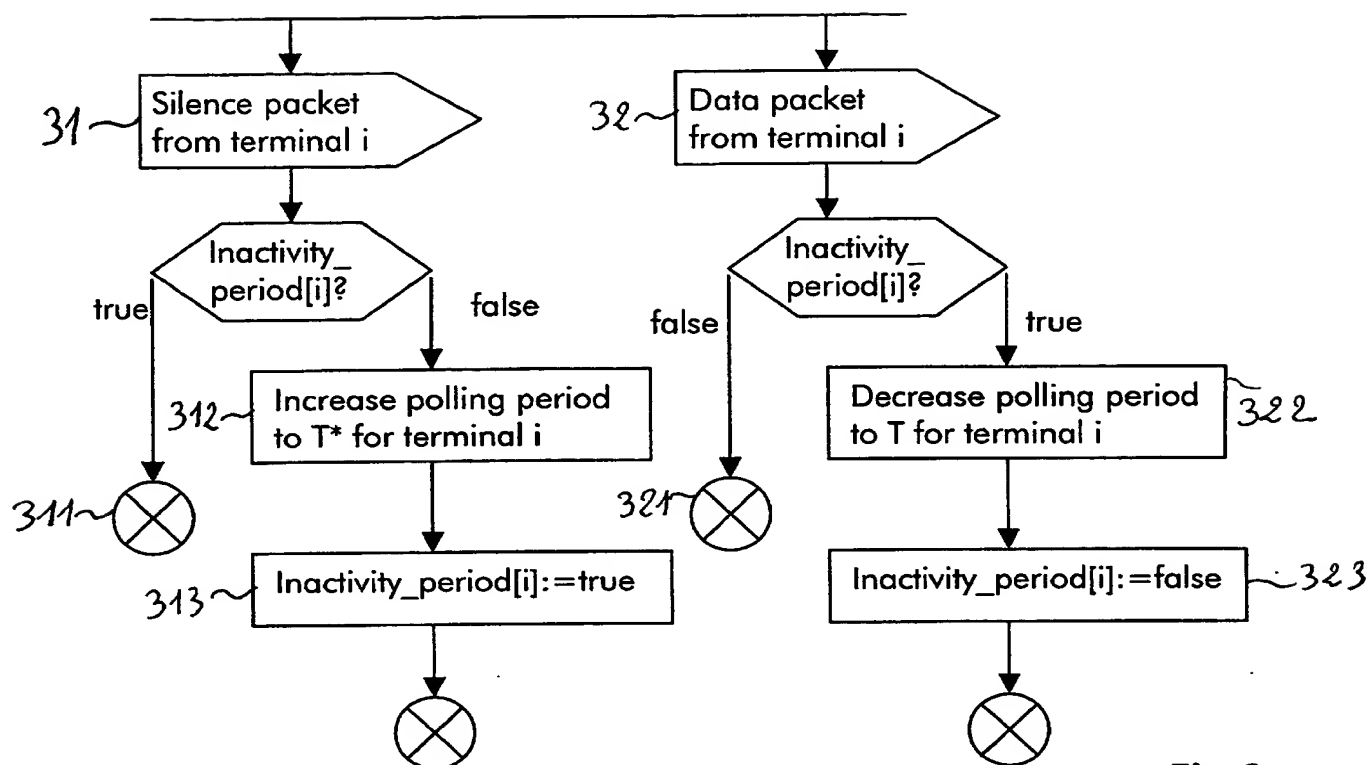 31
Silence packet
from terminal i
32
Data packet
from terminal i
Inactivity_
period[i]?
true
false
Inactivity_
period[i]?
false
true
312
Increase polling period
to T* for terminal i
Decrease polling period
to T for terminal i
322
311
321
313
Inactivity_period[i]:=true
Inactivity_period[i]:=false
323